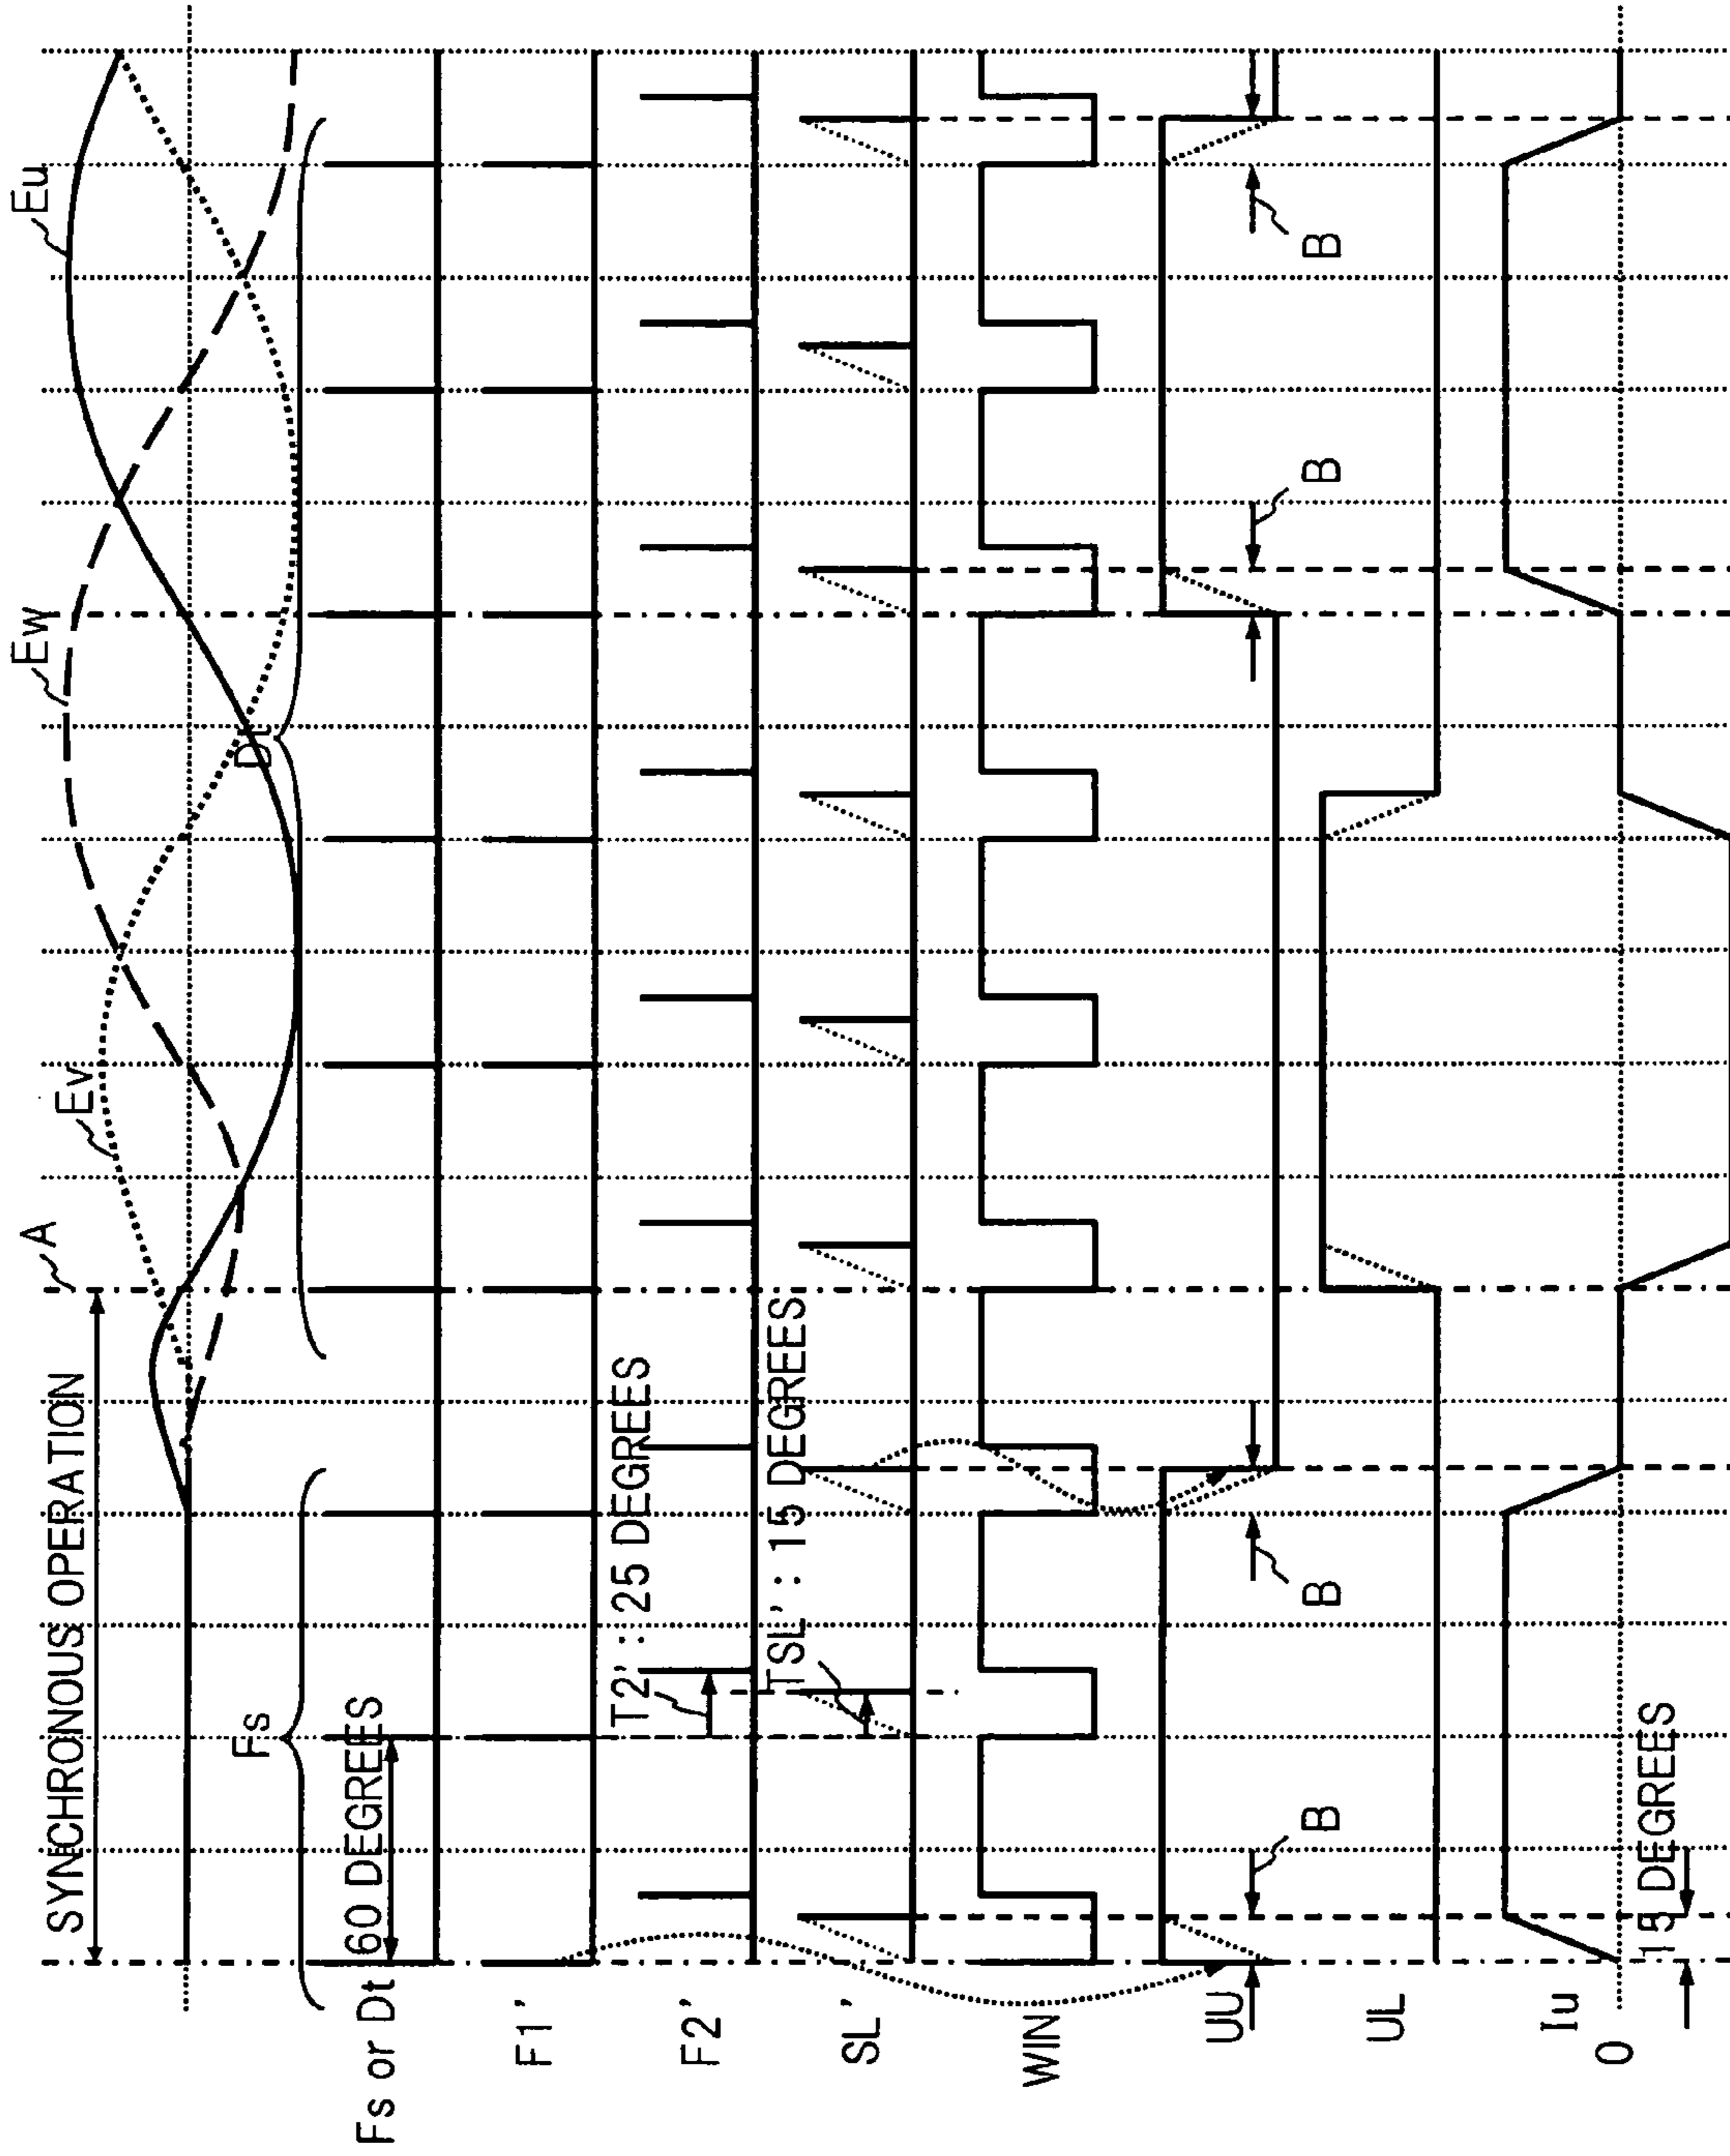 SYNCHRONOUS OPERATION
A
Ev
Ew
Eu
Fs
Dt
Fs or Dt
60 DEGREES
F1'
F2'
T2': 25 DEGREES
SL'
TSL': 15 DEGREES
WIN
UU
B
B
B
B
UL
Iu
0
15 DEGREES